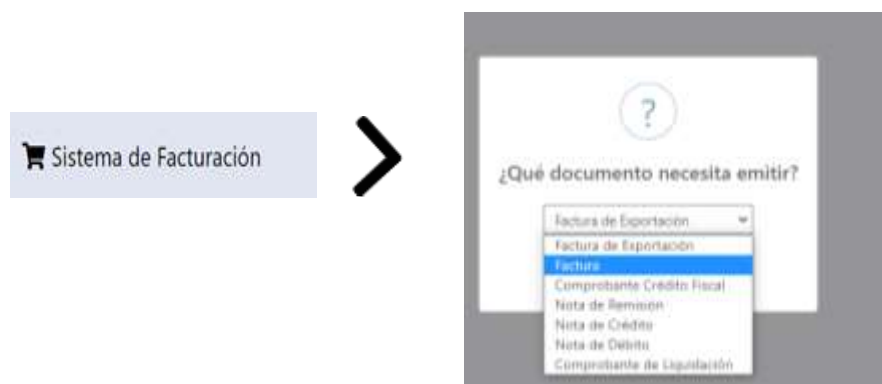 Sistema de Facturación
?
¿Qué documento necesita emitir?
Factura de Exportación
Factura de Exportación
Factura
Comprobante Crédito Fiscal
Nota de Remisión
Nota de Crédito
Nota de Débito
Comprobante de Liquidación